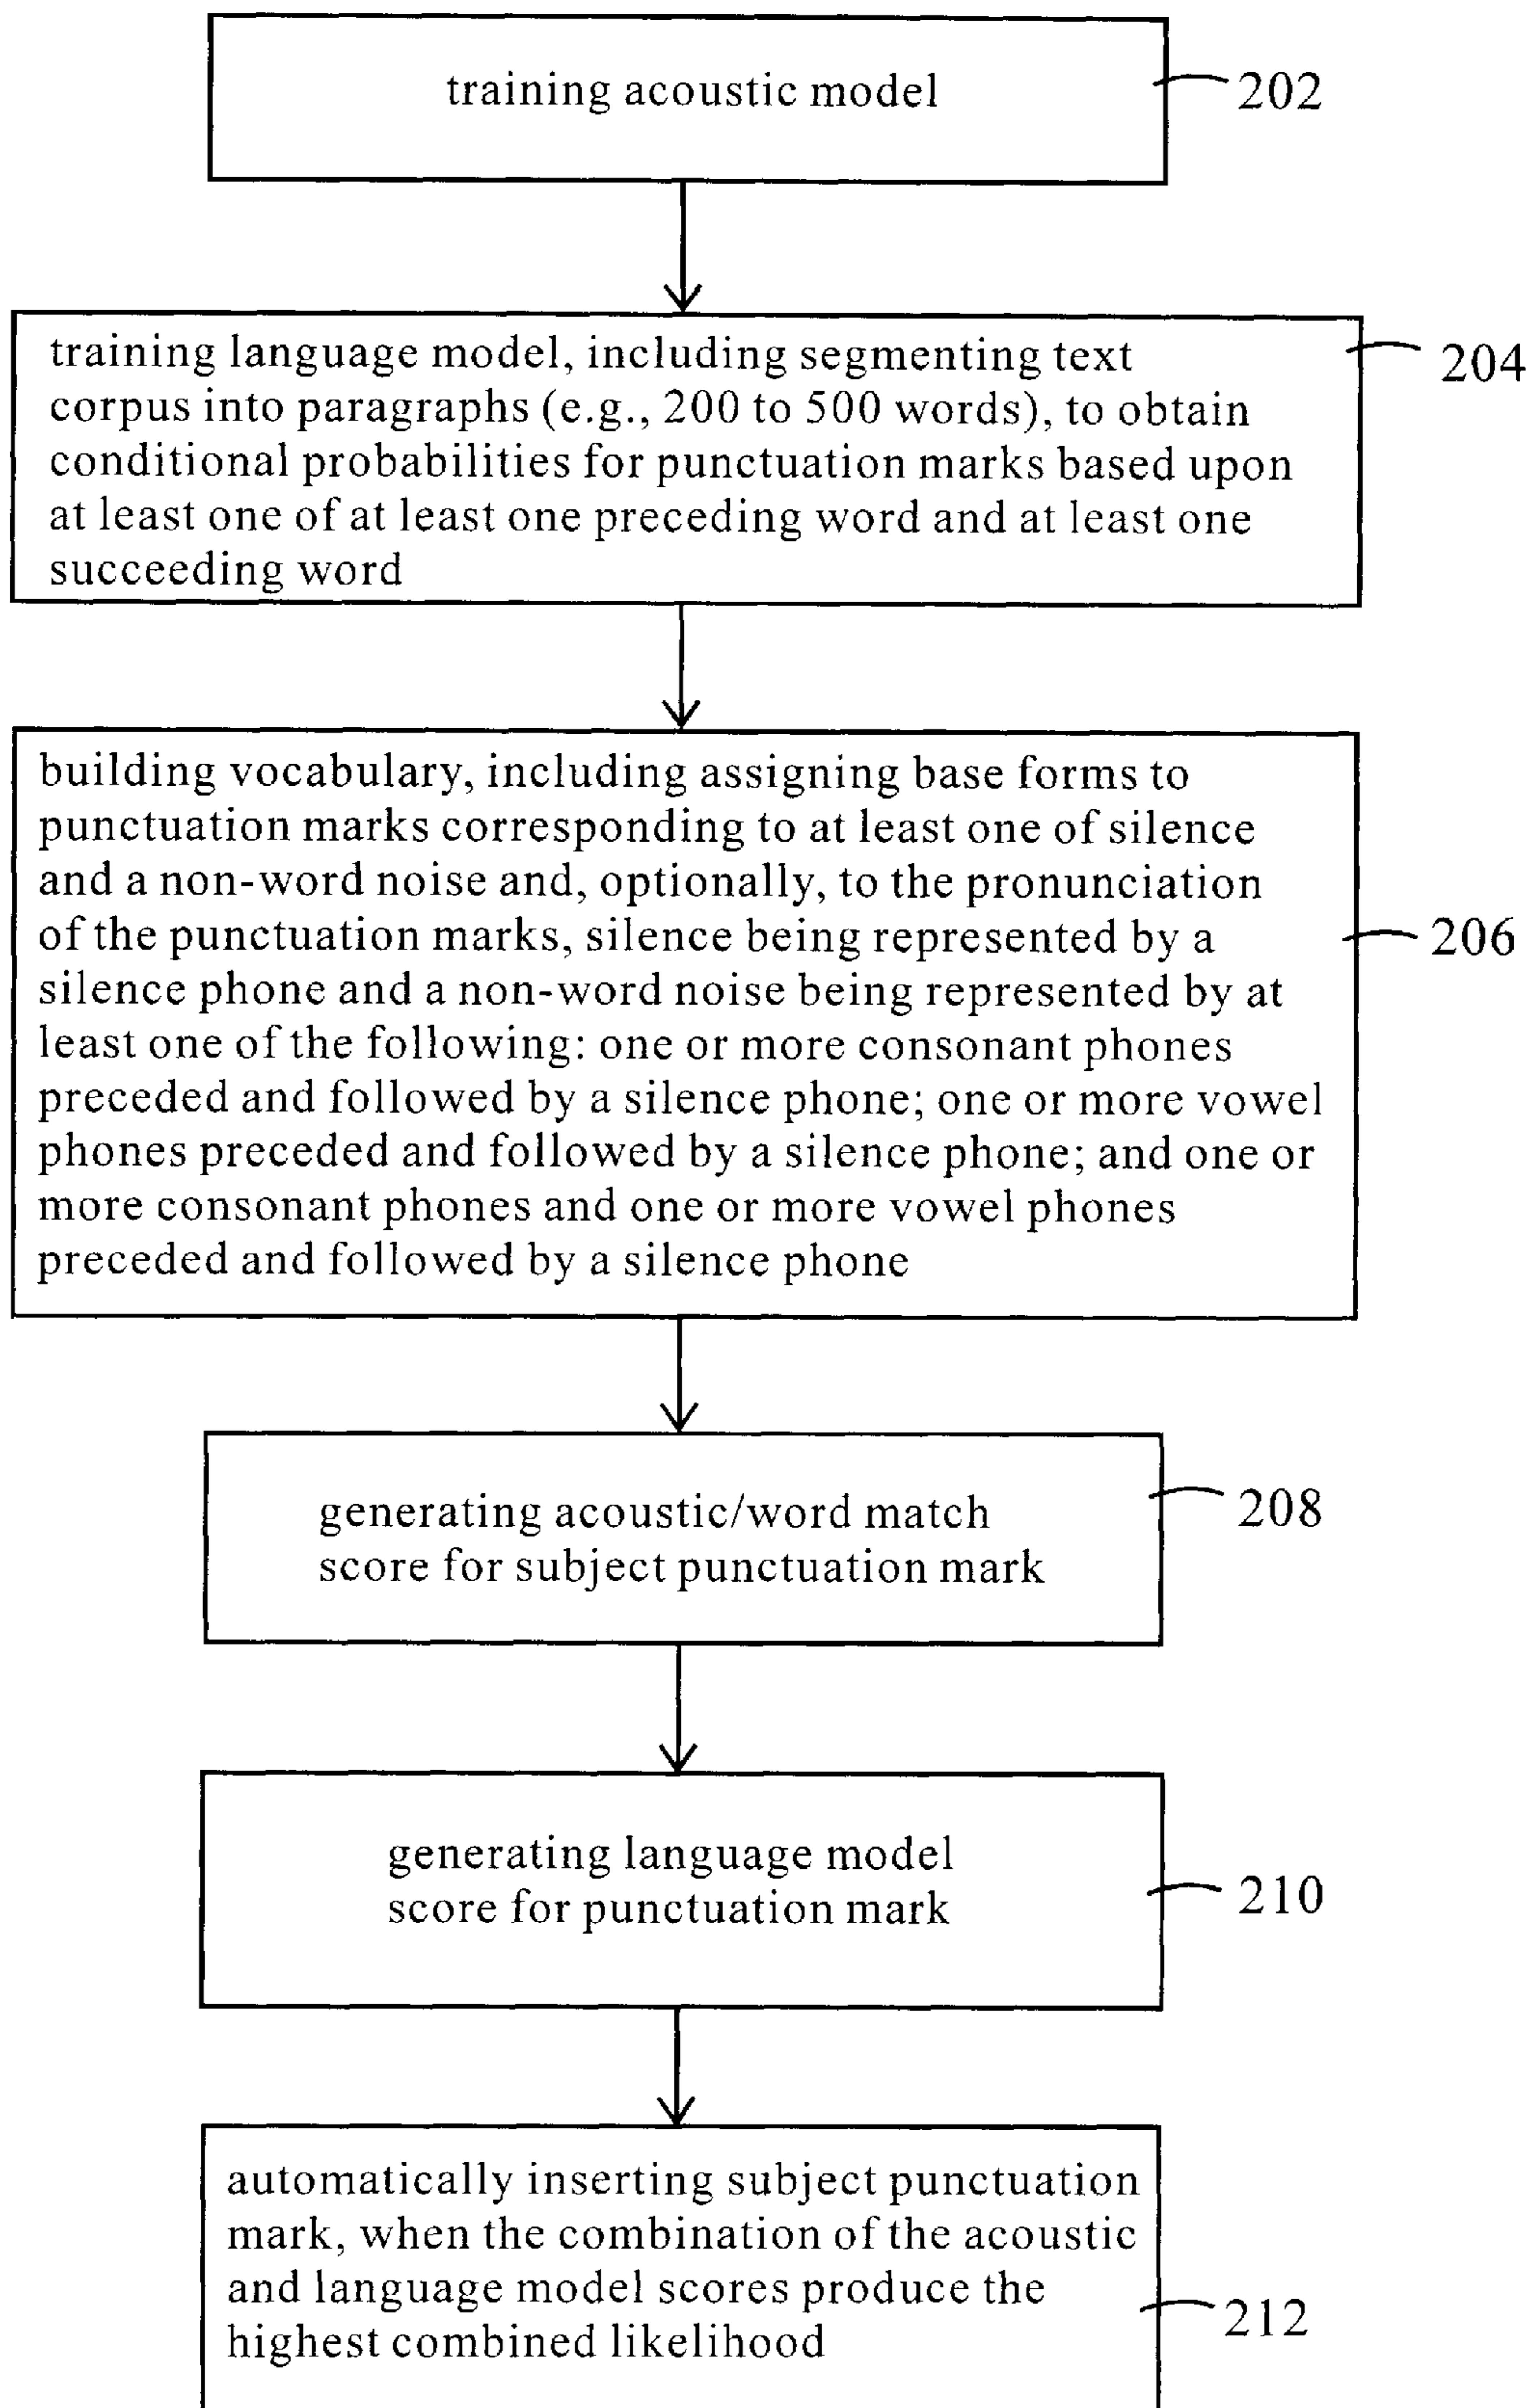 training acoustic model
202
training language model, including segmenting text
corpus into paragraphs (e.g., 200 to 500 words), to obtain
conditional probabilities for punctuation marks based upon
at least one of at least one preceding word and at least one
succeeding word
204
building vocabulary, including assigning base forms to
punctuation marks corresponding to at least one of silence
and a non-word noise and, optionally, to the pronunciation
of the punctuation marks, silence being represented by a
silence phone and a non-word noise being represented by at
least one of the following: one or more consonant phones
preceded and followed by a silence phone; one or more vowel
phones preceded and followed by a silence phone; and one or
more consonant phones and one or more vowel phones
preceded and followed by a silence phone
206
generating acoustic/word match
score for subject punctuation mark
208
generating language model
score for punctuation mark
210
automatically inserting subject punctuation
mark, when the combination of the acoustic
and language model scores produce the
highest combined likelihood
212